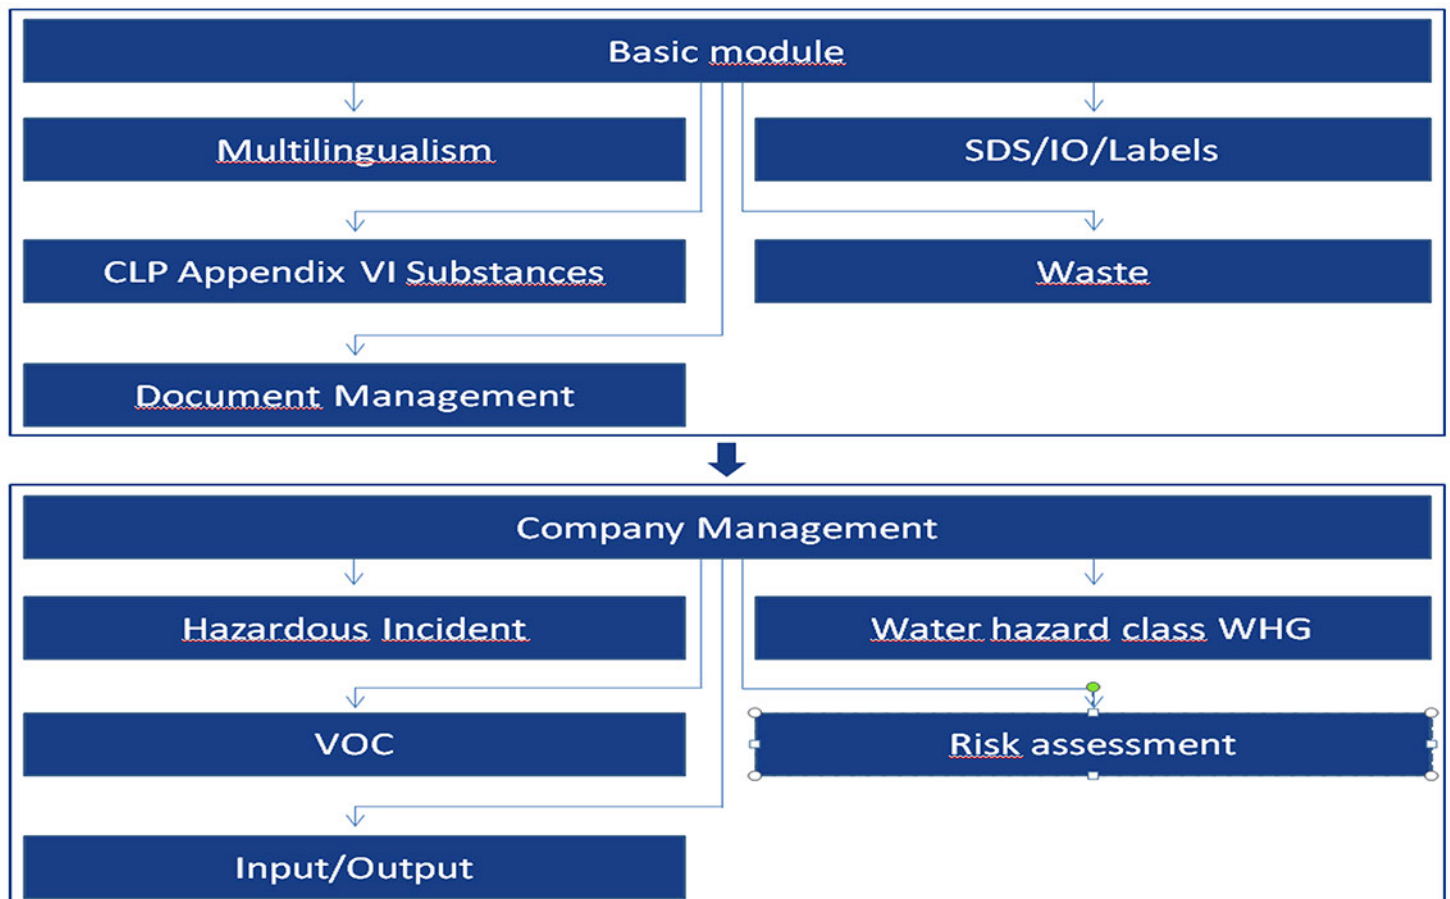 Basic module
Multilingualism
SDS/IO/Labels
CLP Appendix VI Substances
Waste
Document Management
Company Management
Hazardous Incident
Water hazard class WHG
VOC
Risk assessment
Input/Output